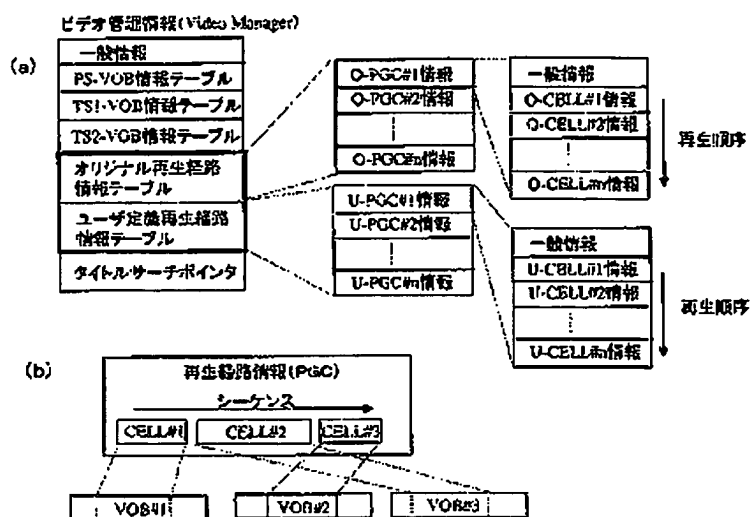 ビデオ管理情報(Video Manager)
(a)
一般情報
PS-VOB情報テーブル
TS1-VOB情報テーブル
TS2-VOB情報テーブル
オリジナル再生経路
情報テーブル
ユーザ定義再生経路
情報テーブル
タイトル・サーチポインタ
O-PGC#1情報
O-PGC#2情報
O-PGC#n情報
一般情報
O-CELL#1情報
O-CELL#2情報
O-CELL#m情報
再生順序
U-PGC#1情報
U-PGC#2情報
U-PGC#n情報
一般情報
U-CELL#1情報
U-CELL#2情報
U-CELL#m情報
再生順序
(b)
再生経路情報(PGC)
シーケンス
CELL#1
CELL#2
CELL#3
VOB#1
VOB#2
VOB#3